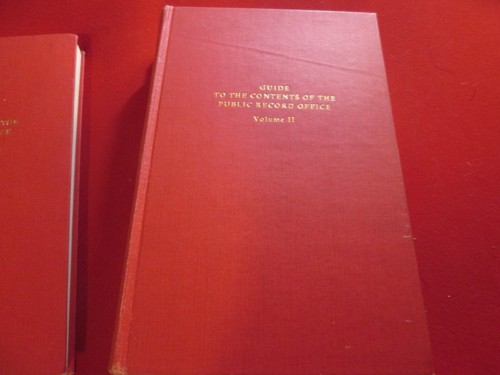 GUIDE
TO THE CONTENTS OF THE
PUBLIC RECORD OFFICE
Volume II